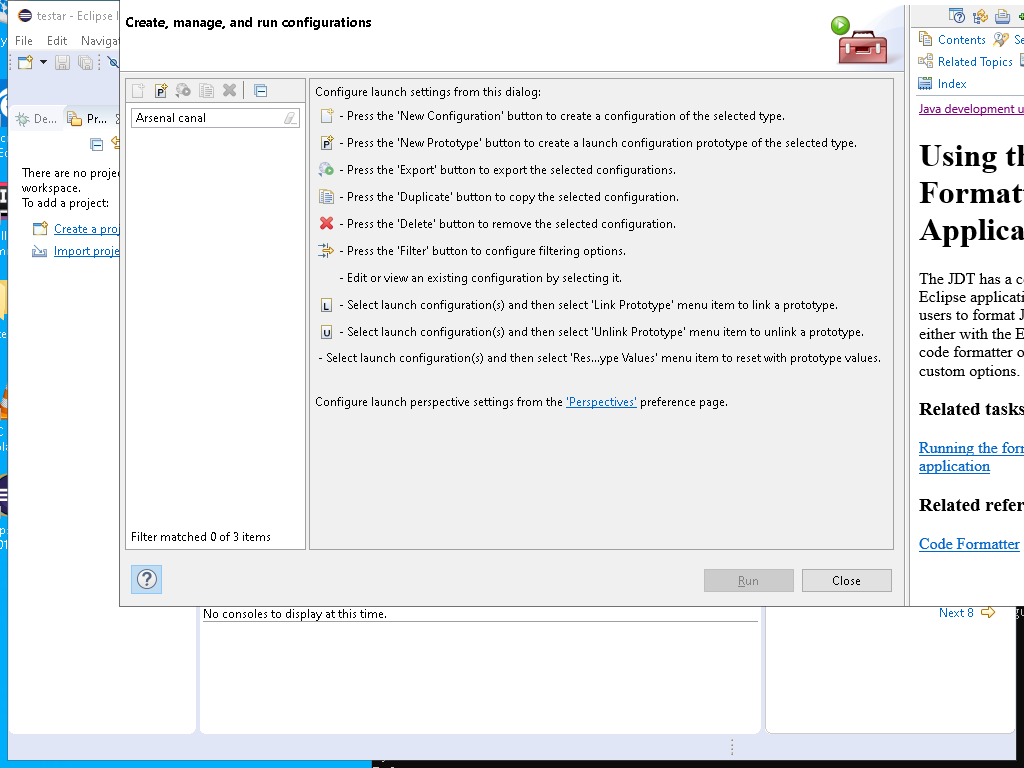 testar - Eclipse I
File Edit Naviga
De...
Pr...
There are no proje
workspace.
To add a project:
Create a proj
Import proje
Create, manage, and run configurations
Arsenal canal
Filter matched 0 of 3 items
Configure launch settings from this dialog:
- Press the 'New Configuration' button to create a configuration of the selected type.
- Press the 'New Prototype' button to create a launch configuration prototype of the selected type.
- Press the 'Export' button to export the selected configurations.
- Press the 'Duplicate' button to copy the selected configuration.
- Press the 'Delete' button to remove the selected configuration.
- Press the 'Filter' button to configure filtering options.
- Edit or view an existing configuration by selecting it.
- Select launch configuration(s) and then select 'Link Prototype' menu item to link a prototype.
- Select launch configuration(s) and then select 'Unlink Prototype' menu item to unlink a prototype.
- Select launch configuration(s) and then select 'Res...ype Values' menu item to reset with prototype values.
Configure launch perspective settings from the 'Perspectives' preference page.
Run
Close
No consoles to display at this time.
Contents Se
Related Topics
Index
Java development u
Using th
Format
Applica
The JDT has a c
Eclipse applicati
users to format J
either with the E
code formatter o
custom options.
Related tasks
Running the form
application
Related refer
Code Formatter
Next 8